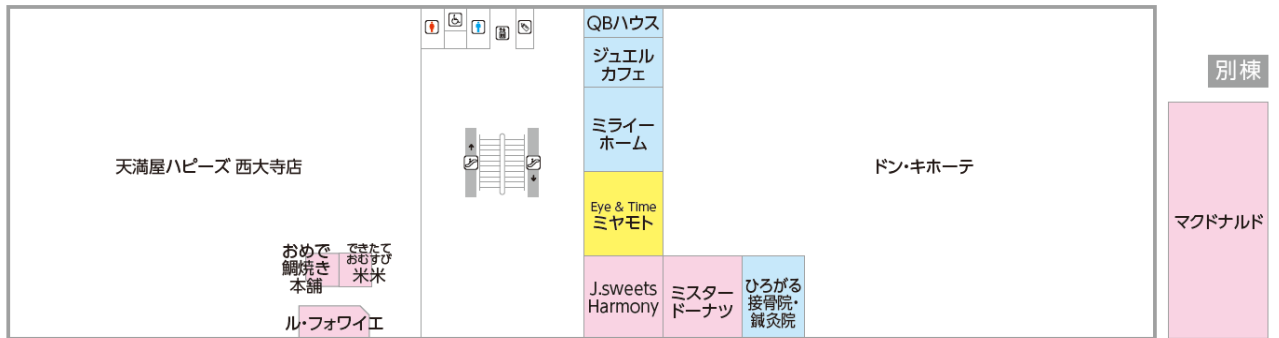 天満屋ハピーズ 西大寺店
おめで
鯛焼き
本舗
できたて
おむすび
米米
ル・フォワイエ
QBハウス
ジュエル
カフェ
ミライー
ホーム
Eye & Time
ミヤモト
J.sweets
Harmony
ミスター
ドーナツ
ひろがる
接骨院・
鍼灸院
ドン・キホーテ
別棟
マクドナルド